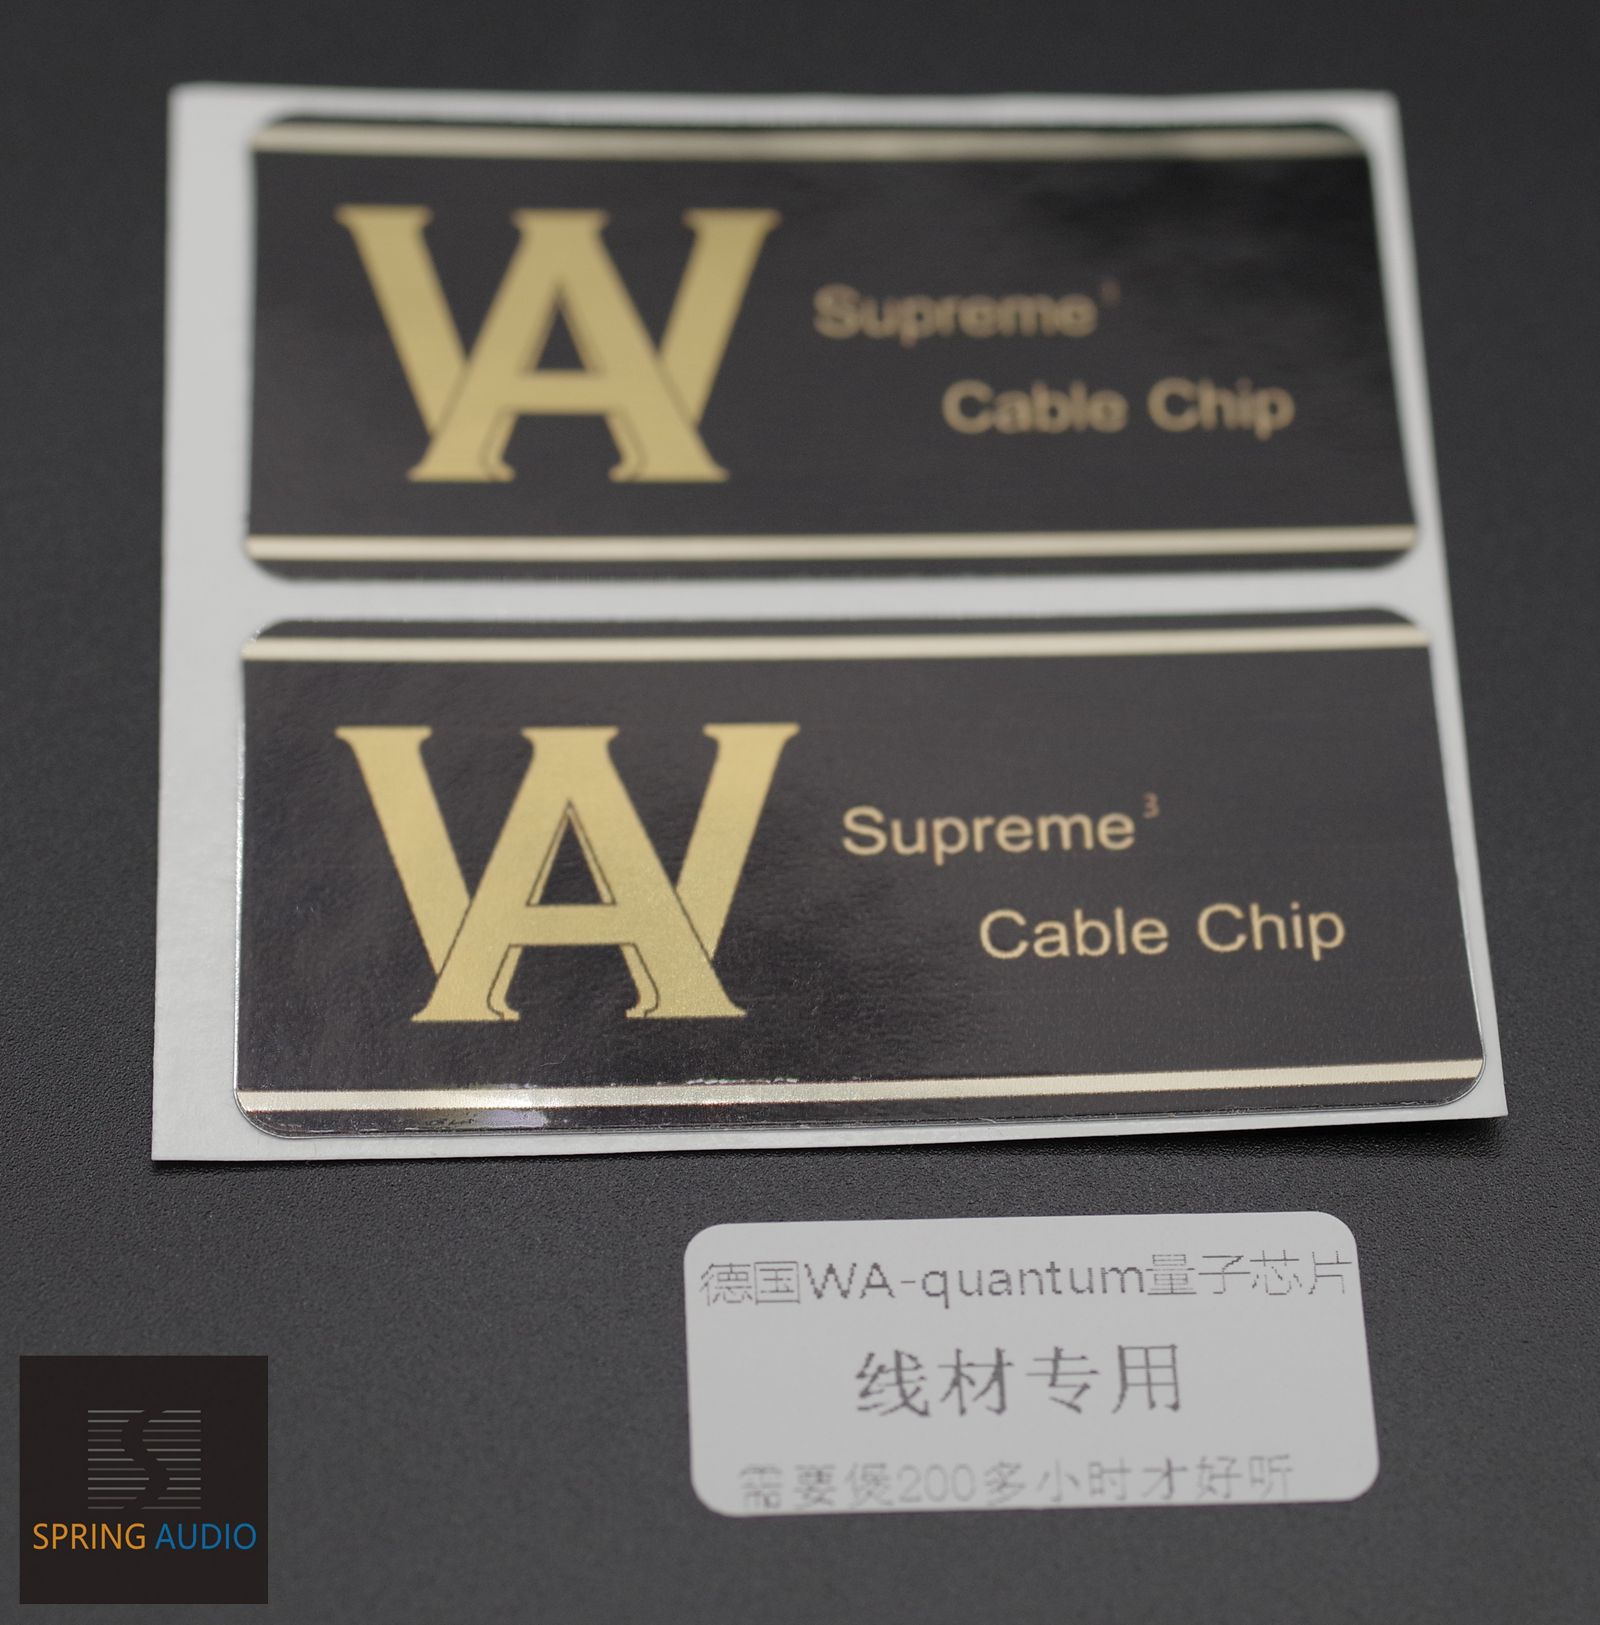 WA
Supreme¹
Cable Chip
WA
Supreme³
Cable Chip
德国WA-quantum量子芯片
线材专用
需要煲200多小时才好听
SPRING AUDIO